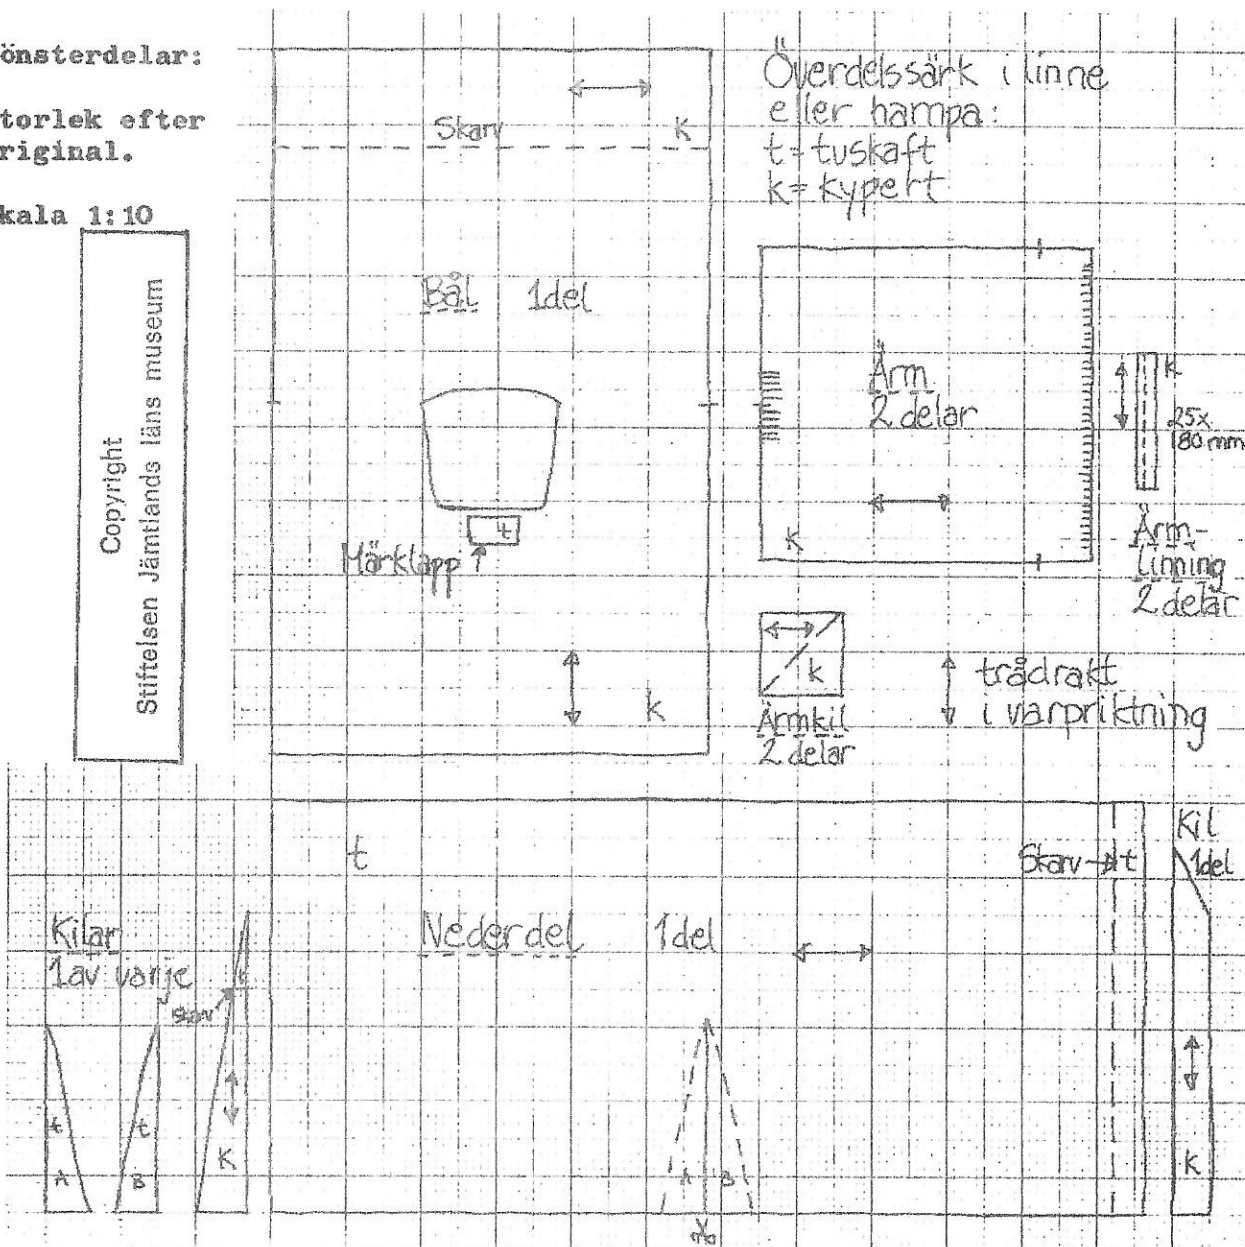 önsterdelar:
torlek efter
riginal.
kala 1:10
Copyright
Stiftelsen Jämtlands läns museum
Skarv
K
Bål 1del
t
Märklapp
k
Överdelssärk i linne
eller hampa:
t = tuskaft
k = kypert
Ärm
2 delar
K
K
25x
180 mm
Ärm-
linning
2 delar
k
Ärmkil
2 delar
trådrakt
i varpriktning
t
Nederdel 1del
Skarv t
Kil
1del
K
Kilar
1 av varje
skarv
t
t
A
t
B
K
A B